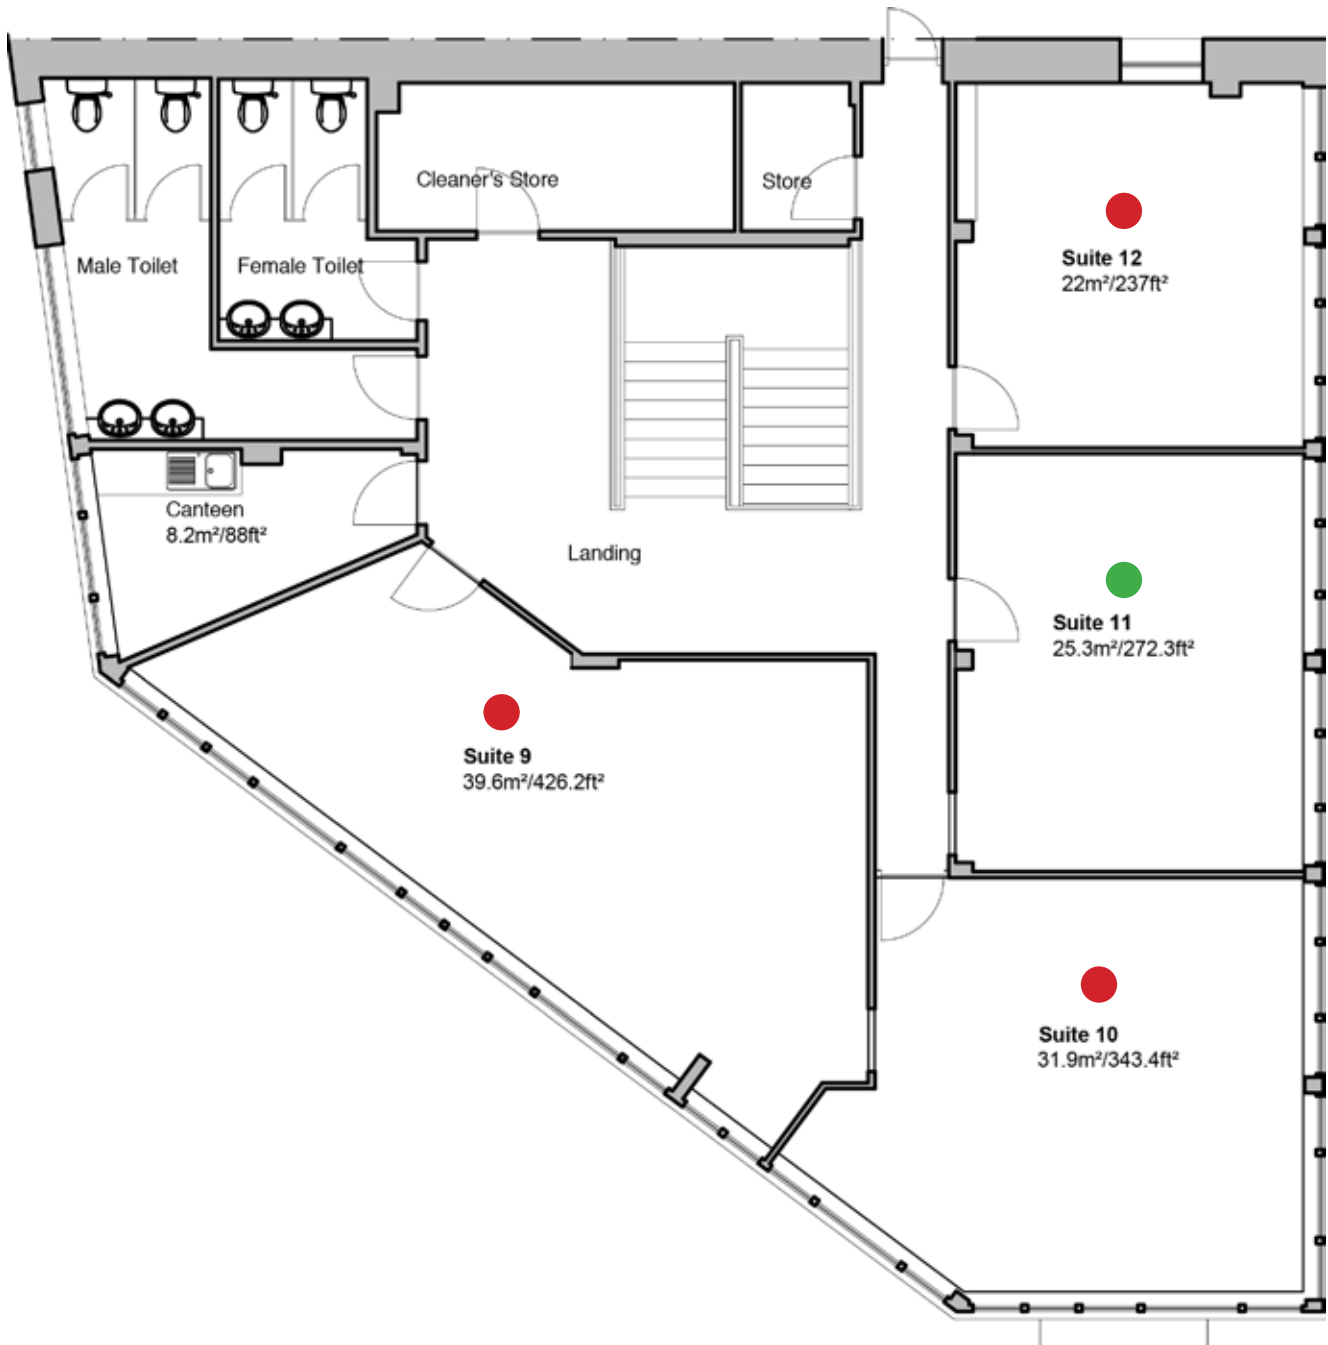 Cleaner's Store
Store
Male Toilet
Female Toilet
Suite 12
22m²/237ft²
Canteen
8.2m²/88ft²
Landing
Suite 11
25.3m²/272.3ft²
Suite 9
39.6m²/426.2ft²
Suite 10
31.9m²/343.4ft²